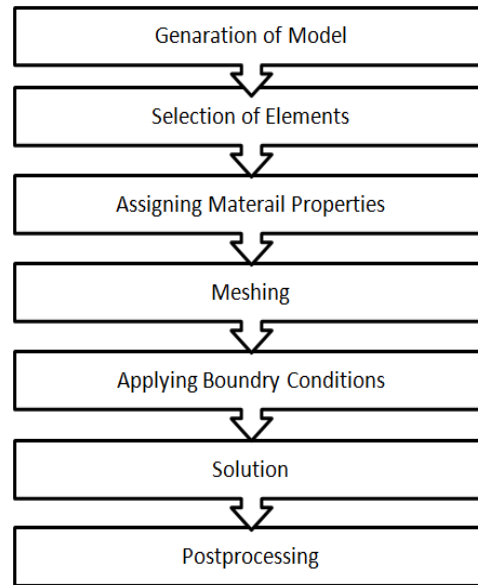 Genaration of Model
Selection of Elements
Assigning Materail Properties
Meshing
Applying Boundry Conditions
Solution
Postprocessing